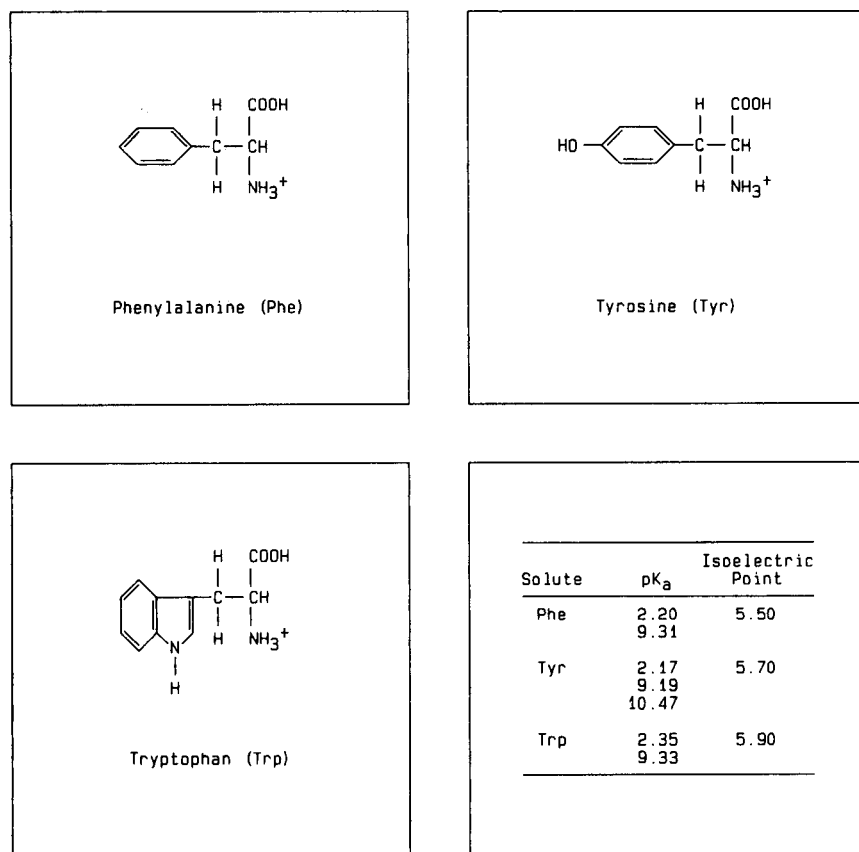 H COOH
C CH
H NH3+
Phenylalanine (Phe)
H COOH
HO C CH
H NH3+
Tyrosine (Tyr)
H COOH
C CH
H NH3+
N
H
Tryptophan (Trp)
Isoelectric
Solute pKa Point
Phe 2.20 5.50
9.31
Tyr 2.17 5.70
9.19
10.47
Trp 2.35 5.90
9.33